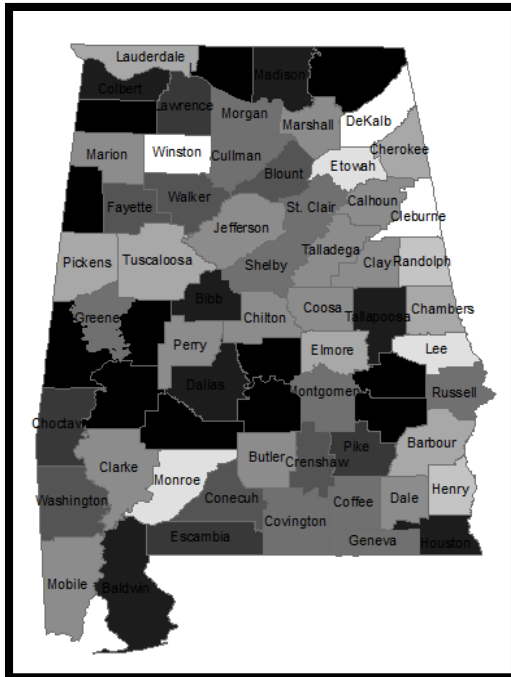 Lauderdale
Madison
Colbert
Lawrence
Morgan
Marshall
DeKalb
Cherokee
Marion
Winston
Cullman
Etowah
Blount
Walker
Fayette
St. Clair
Calhoun
Cleburne
Jefferson
Talladega
Pickens
Tuscaloosa
Shelby
Clay
Randolph
Bibb
Greene
Chilton
Coosa
Tallapoosa
Chambers
Perry
Elmore
Lee
Dallas
Montgomer
Russell
Choctaw
Clarke
Butler
Crenshaw
Pike
Barbour
Monroe
Washington
Conecuh
Coffee
Dale
Henry
Covington
Escambia
Geneva
Houston
Mobile
Baldwin